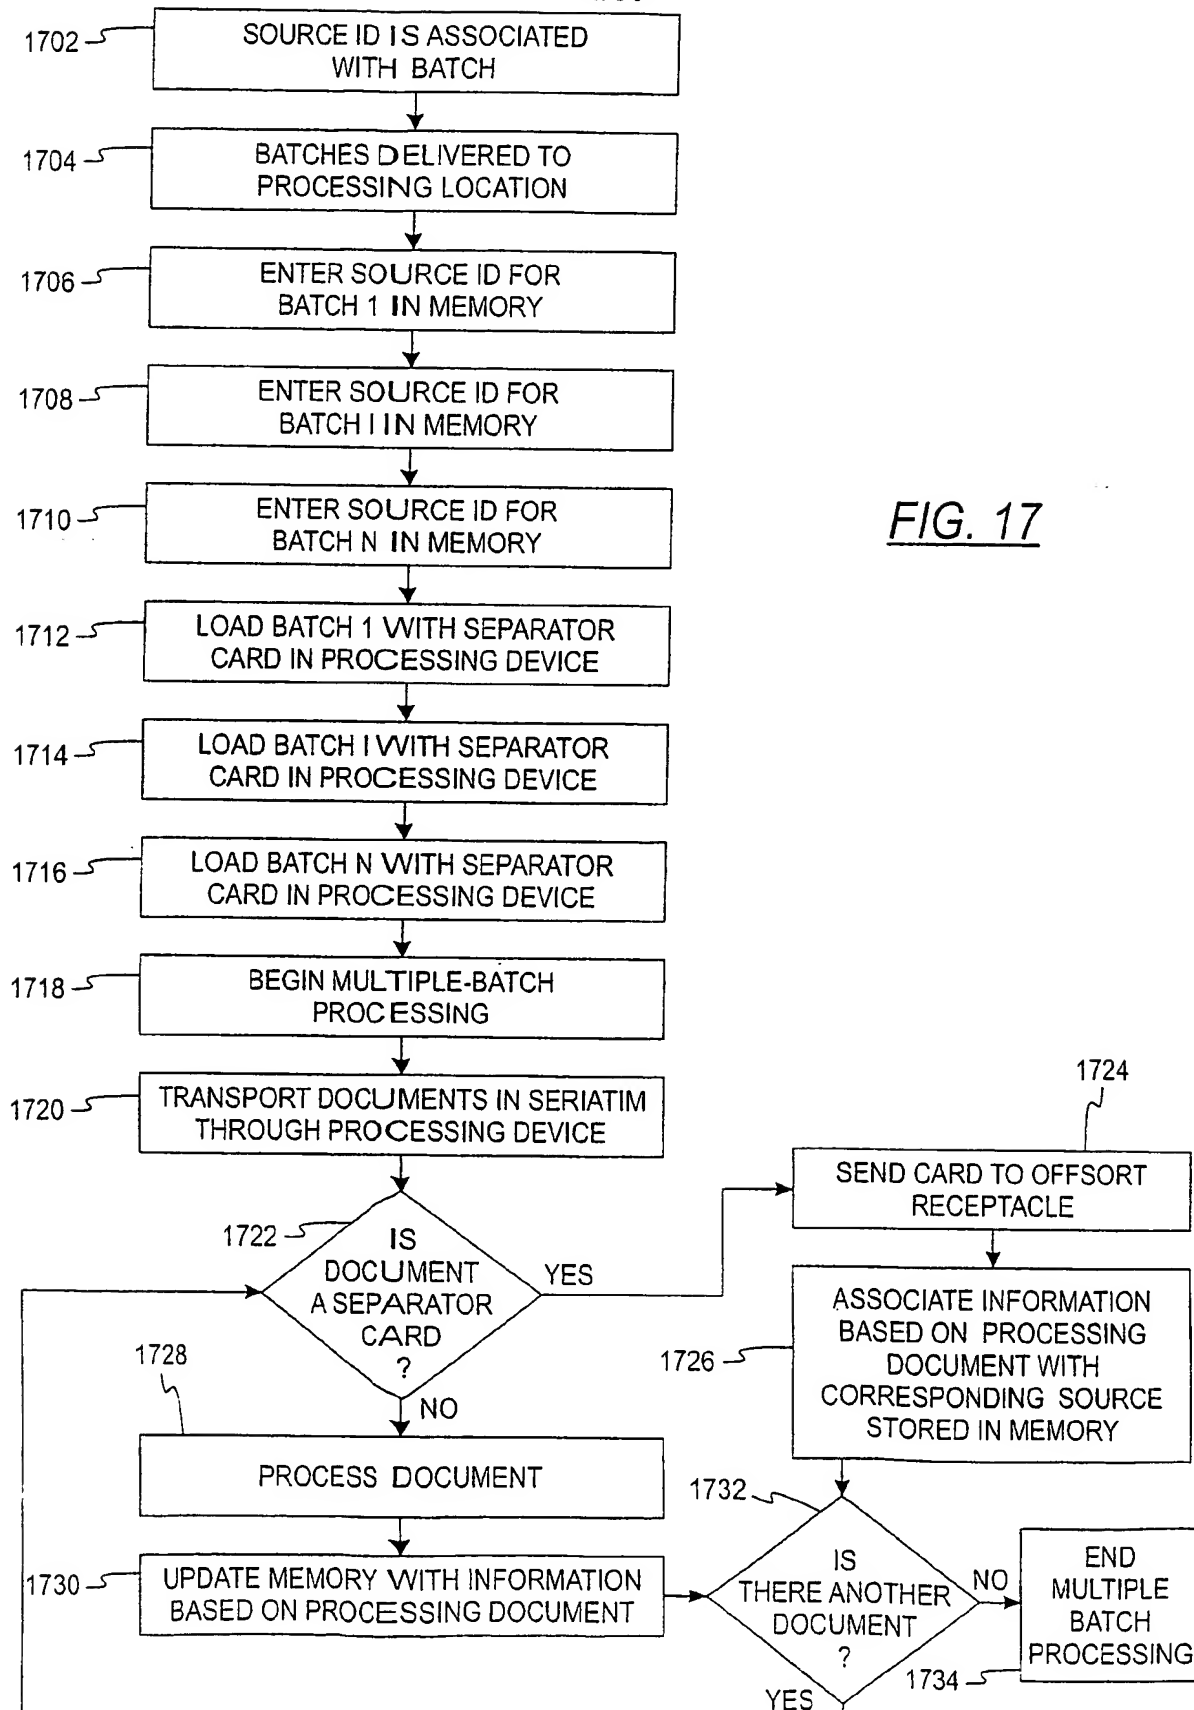 1702
SOURCE ID IS ASSOCIATED
WITH BATCH
1704
BATCHES DELIVERED TO
PROCESSING LOCATION
1706
ENTER SOURCE ID FOR
BATCH 1 IN MEMORY
1708
ENTER SOURCE ID FOR
BATCH I IN MEMORY
1710
ENTER SOURCE ID FOR
BATCH N IN MEMORY
FIG. 17
1712
LOAD BATCH 1 WITH SEPARATOR
CARD IN PROCESSING DEVICE
1714
LOAD BATCH I WITH SEPARATOR
CARD IN PROCESSING DEVICE
1716
LOAD BATCH N WITH SEPARATOR
CARD IN PROCESSING DEVICE
1718
BEGIN MULTIPLE-BATCH
PROCESSING
1720
TRANSPORT DOCUMENTS IN SERIATIM
THROUGH PROCESSING DEVICE
1722
IS
DOCUMENT
A SEPARATOR
CARD
?
YES
NO
1724
SEND CARD TO OFFSORT
RECEPTACLE
1726
ASSOCIATE INFORMATION
BASED ON PROCESSING
DOCUMENT WITH
CORRESPONDING SOURCE
STORED IN MEMORY
1728
PROCESS DOCUMENT
1730
UPDATE MEMORY WITH INFORMATION
BASED ON PROCESSING DOCUMENT
1732
IS
THERE ANOTHER
DOCUMENT
?
NO
YES
END
MULTIPLE
BATCH
PROCESSING
1734